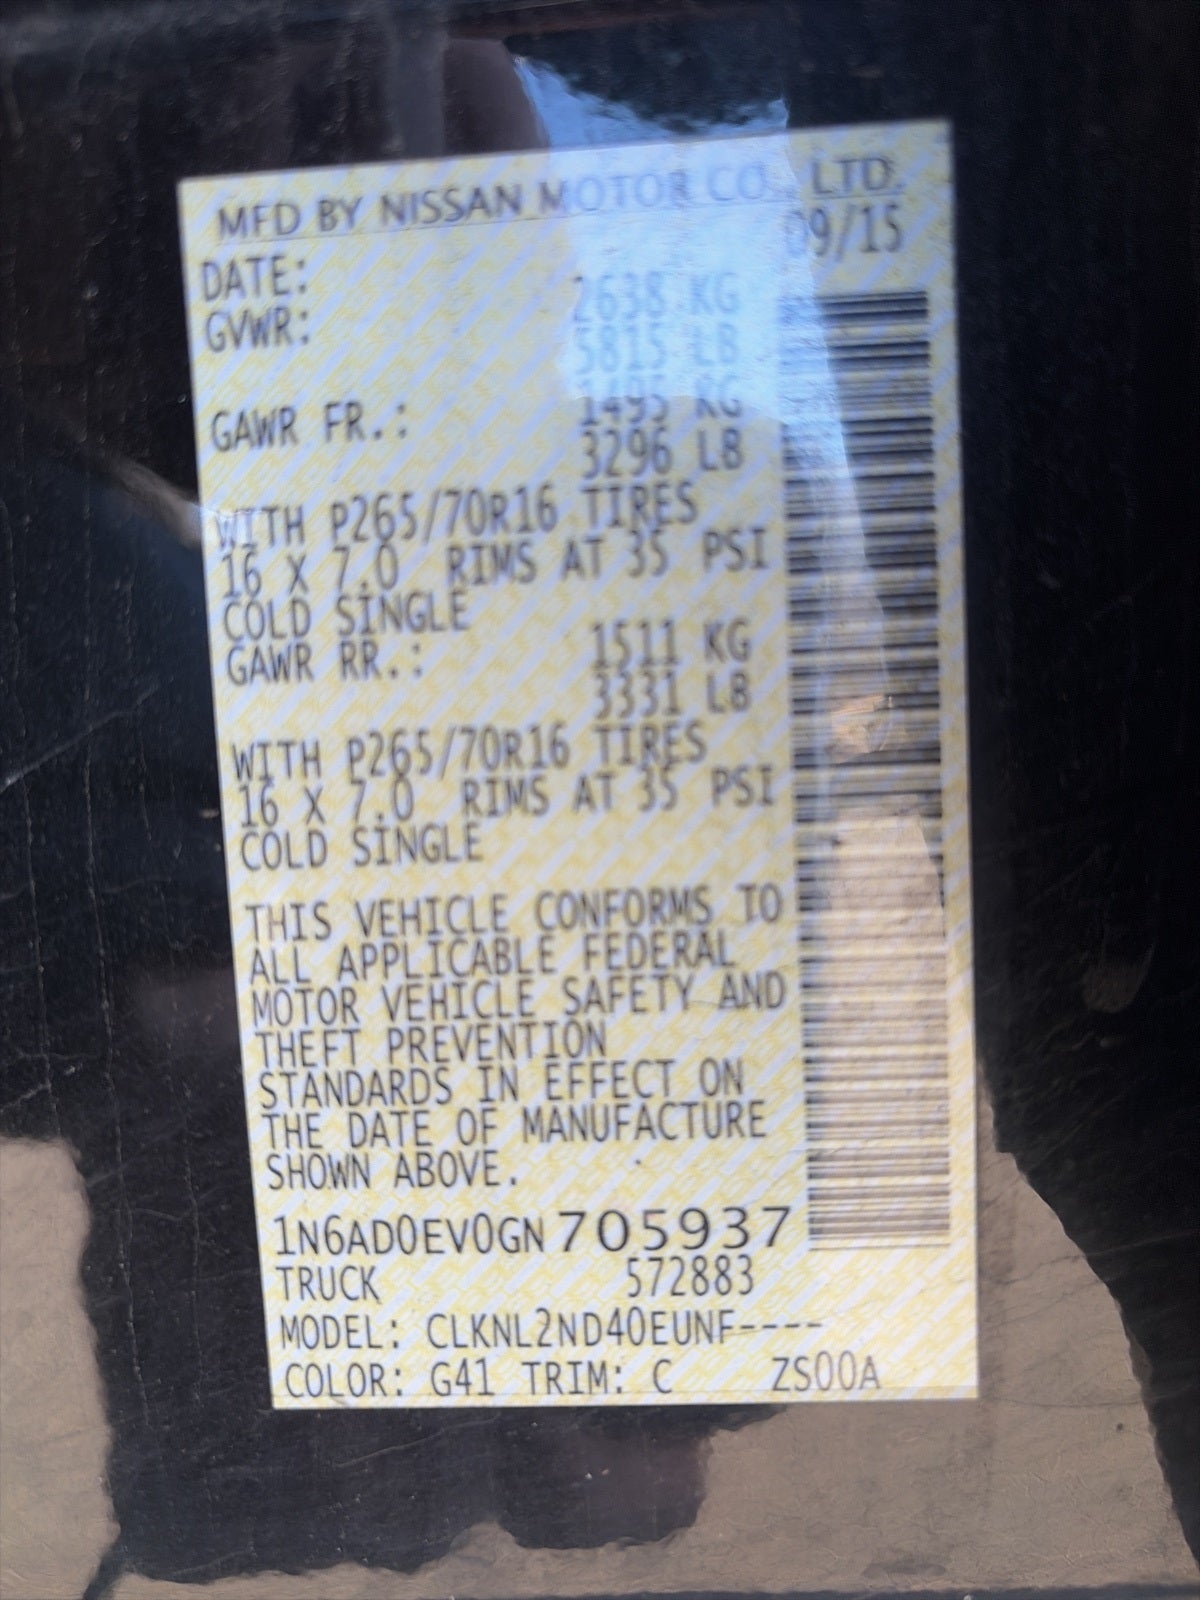 MFD BY NISSAN MOTOR CO., LTD.
DATE: 09/15
GVWR: 2638 KG
5815 LB
GAWR FR.: 1495 KG
3296 LB
WITH P265/70R16 TIRES
16 X 7.0 RIMS AT 35 PSI
COLD SINGLE
GAWR RR.: 1511 KG
3331 LB
WITH P265/70R16 TIRES
16 X 7.0 RIMS AT 35 PSI
COLD SINGLE
THIS VEHICLE CONFORMS TO
ALL APPLICABLE FEDERAL
MOTOR VEHICLE SAFETY AND
THEFT PREVENTION
STANDARDS IN EFFECT ON
THE DATE OF MANUFACTURE
SHOWN ABOVE.
1N6AD0EV0GN705937
TRUCK 572883
MODEL: CLKNL2ND40EUNF----
COLOR: G41 TRIM: C ZS00A